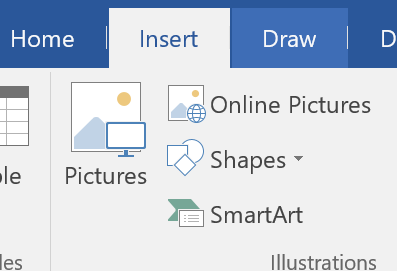 Home Insert Draw D
Online Pictures
Shapes
Pictures
SmartArt
Illustrations